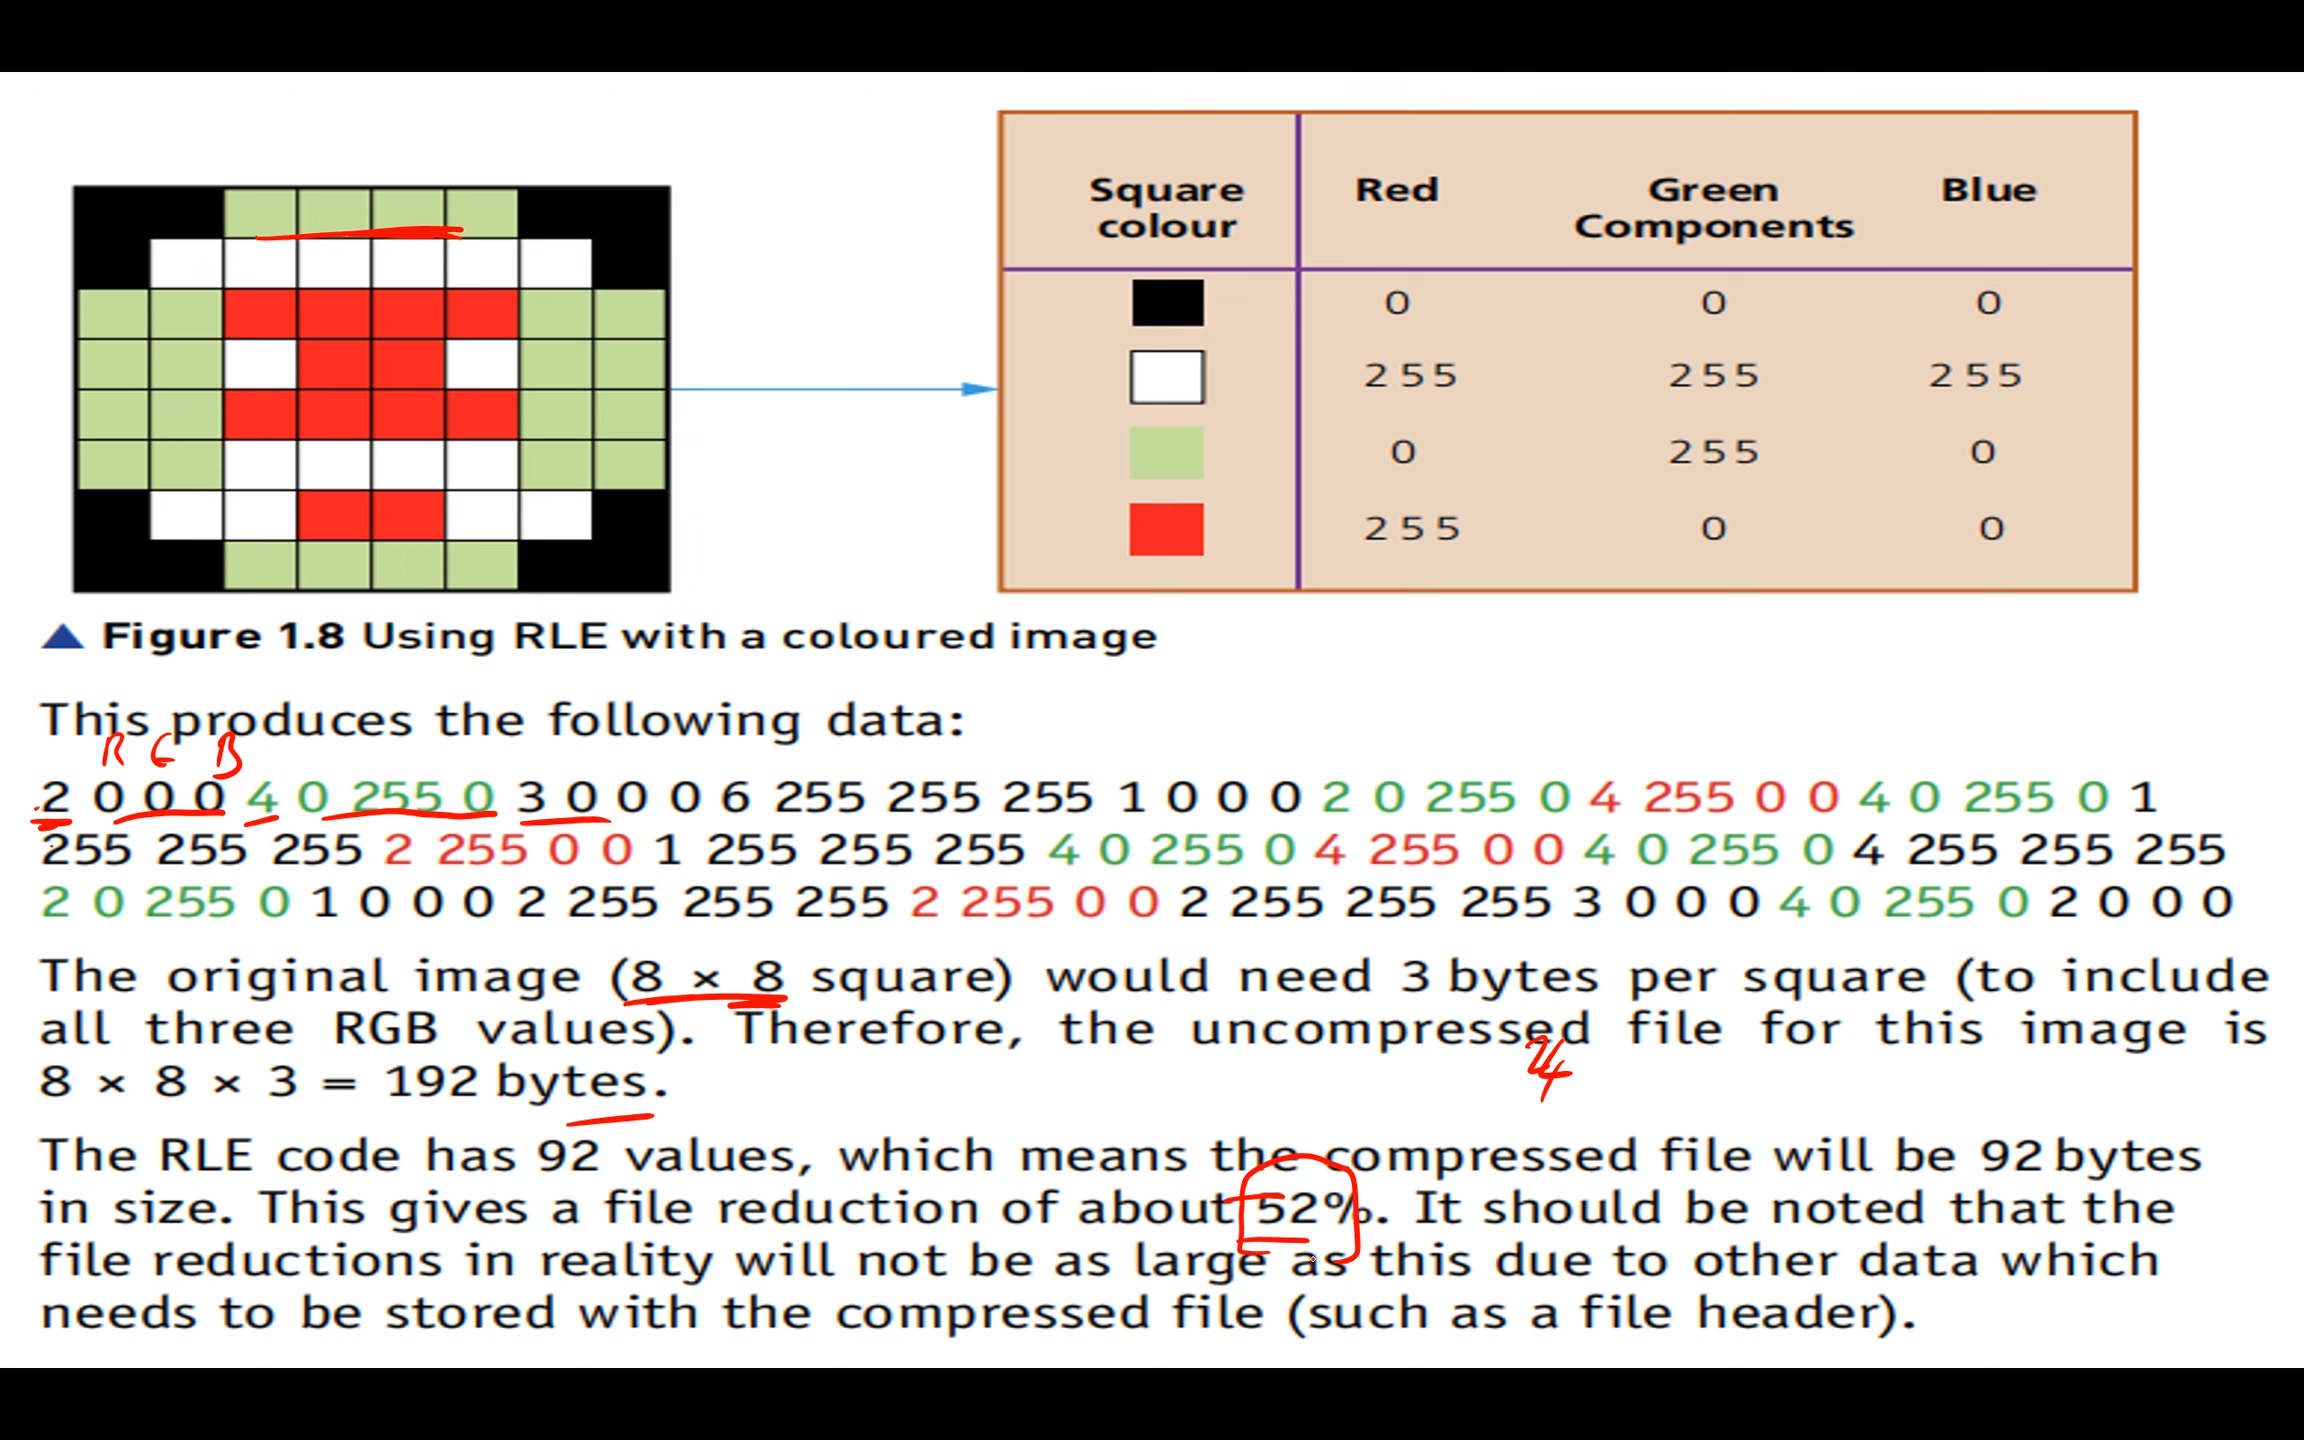 Square Red Green Blue
colour Components
0 0 0
255 255 255
0 255 0
255 0 0
Figure 1.8 Using RLE with a coloured image
This produces the following data:
R G B
2 0 0 0 4 0 255 0 3 0 0 0 6 255 255 255 1 0 0 0 2 0 255 0 4 255 0 0 4 0 255 0 1
255 255 255 2 255 0 0 1 255 255 255 4 0 255 0 4 255 0 0 4 0 255 0 4 255 255 255
2 0 255 0 1 0 0 0 2 255 255 255 2 255 0 0 2 255 255 255 3 0 0 0 4 0 255 0 2 0 0 0
The original image (8 × 8 square) would need 3 bytes per square (to include
all three RGB values). Therefore, the uncompressed file for this image is
8 × 8 × 3 = 192 bytes.
The RLE code has 92 values, which means the compressed file will be 92 bytes
in size. This gives a file reduction of about 52%. It should be noted that the
file reductions in reality will not be as large as this due to other data which
needs to be stored with the compressed file (such as a file header).